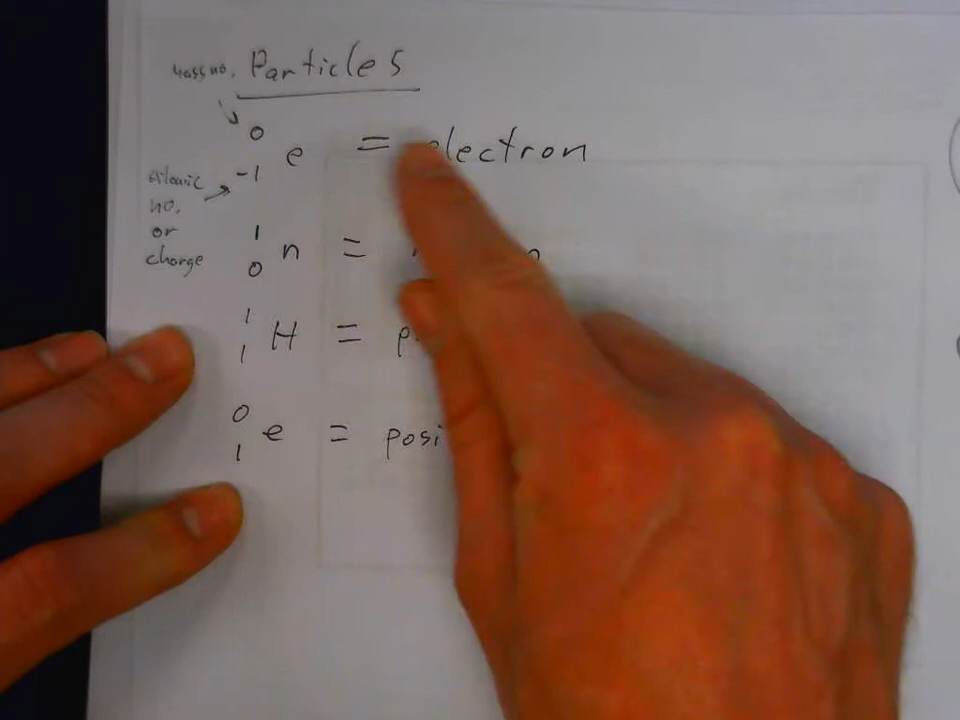 mass no. Particles
0
-1 e = electron
atomic
no.
or
charge
1
0 n =
1
1 H = p
0
1 e = posi